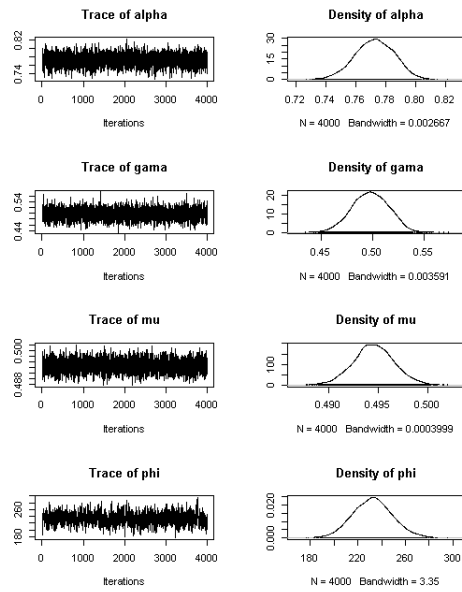 Trace of alpha
0.82
0.74
0 1000 2000 3000 4000
Iterations
Density of alpha
30
15
0
0.72 0.74 0.76 0.78 0.80 0.82
N = 4000 Bandwidth = 0.002667
Trace of gama
0.54
0.44
0 1000 2000 3000 4000
Iterations
Density of gama
20
10
0
0.45 0.50 0.55
N = 4000 Bandwidth = 0.003591
Trace of mu
0.500
0.488
0 1000 2000 3000 4000
Iterations
Density of mu
100
0
0.490 0.495 0.500
N = 4000 Bandwidth = 0.0003999
Trace of phi
260
180
0 1000 2000 3000 4000
Iterations
Density of phi
0.020
0.000
180 220 260 300
N = 4000 Bandwidth = 3.35